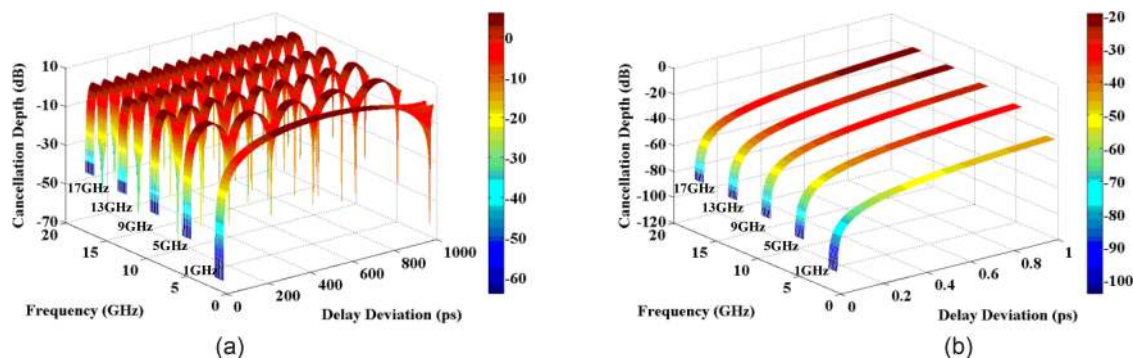 Cancellation Depth (dB)
10
-10
-30
-50
-70
20
15
10
5
0
Frequency (GHz)
17GHz
13GHz
9GHz
5GHz
1GHz
0
200
400
600
800
1000
Delay Deviation (ps)
0
-10
-20
-30
-40
-50
-60
(a)
Cancellation Depth (dB)
0
-20
-40
-60
-80
-100
-120
20
15
10
5
0
Frequency (GHz)
17GHz
13GHz
9GHz
5GHz
1GHz
0
0.2
0.4
0.6
0.8
1
Delay Deviation (ps)
-20
-30
-40
-50
-60
-70
-80
-90
-100
(b)